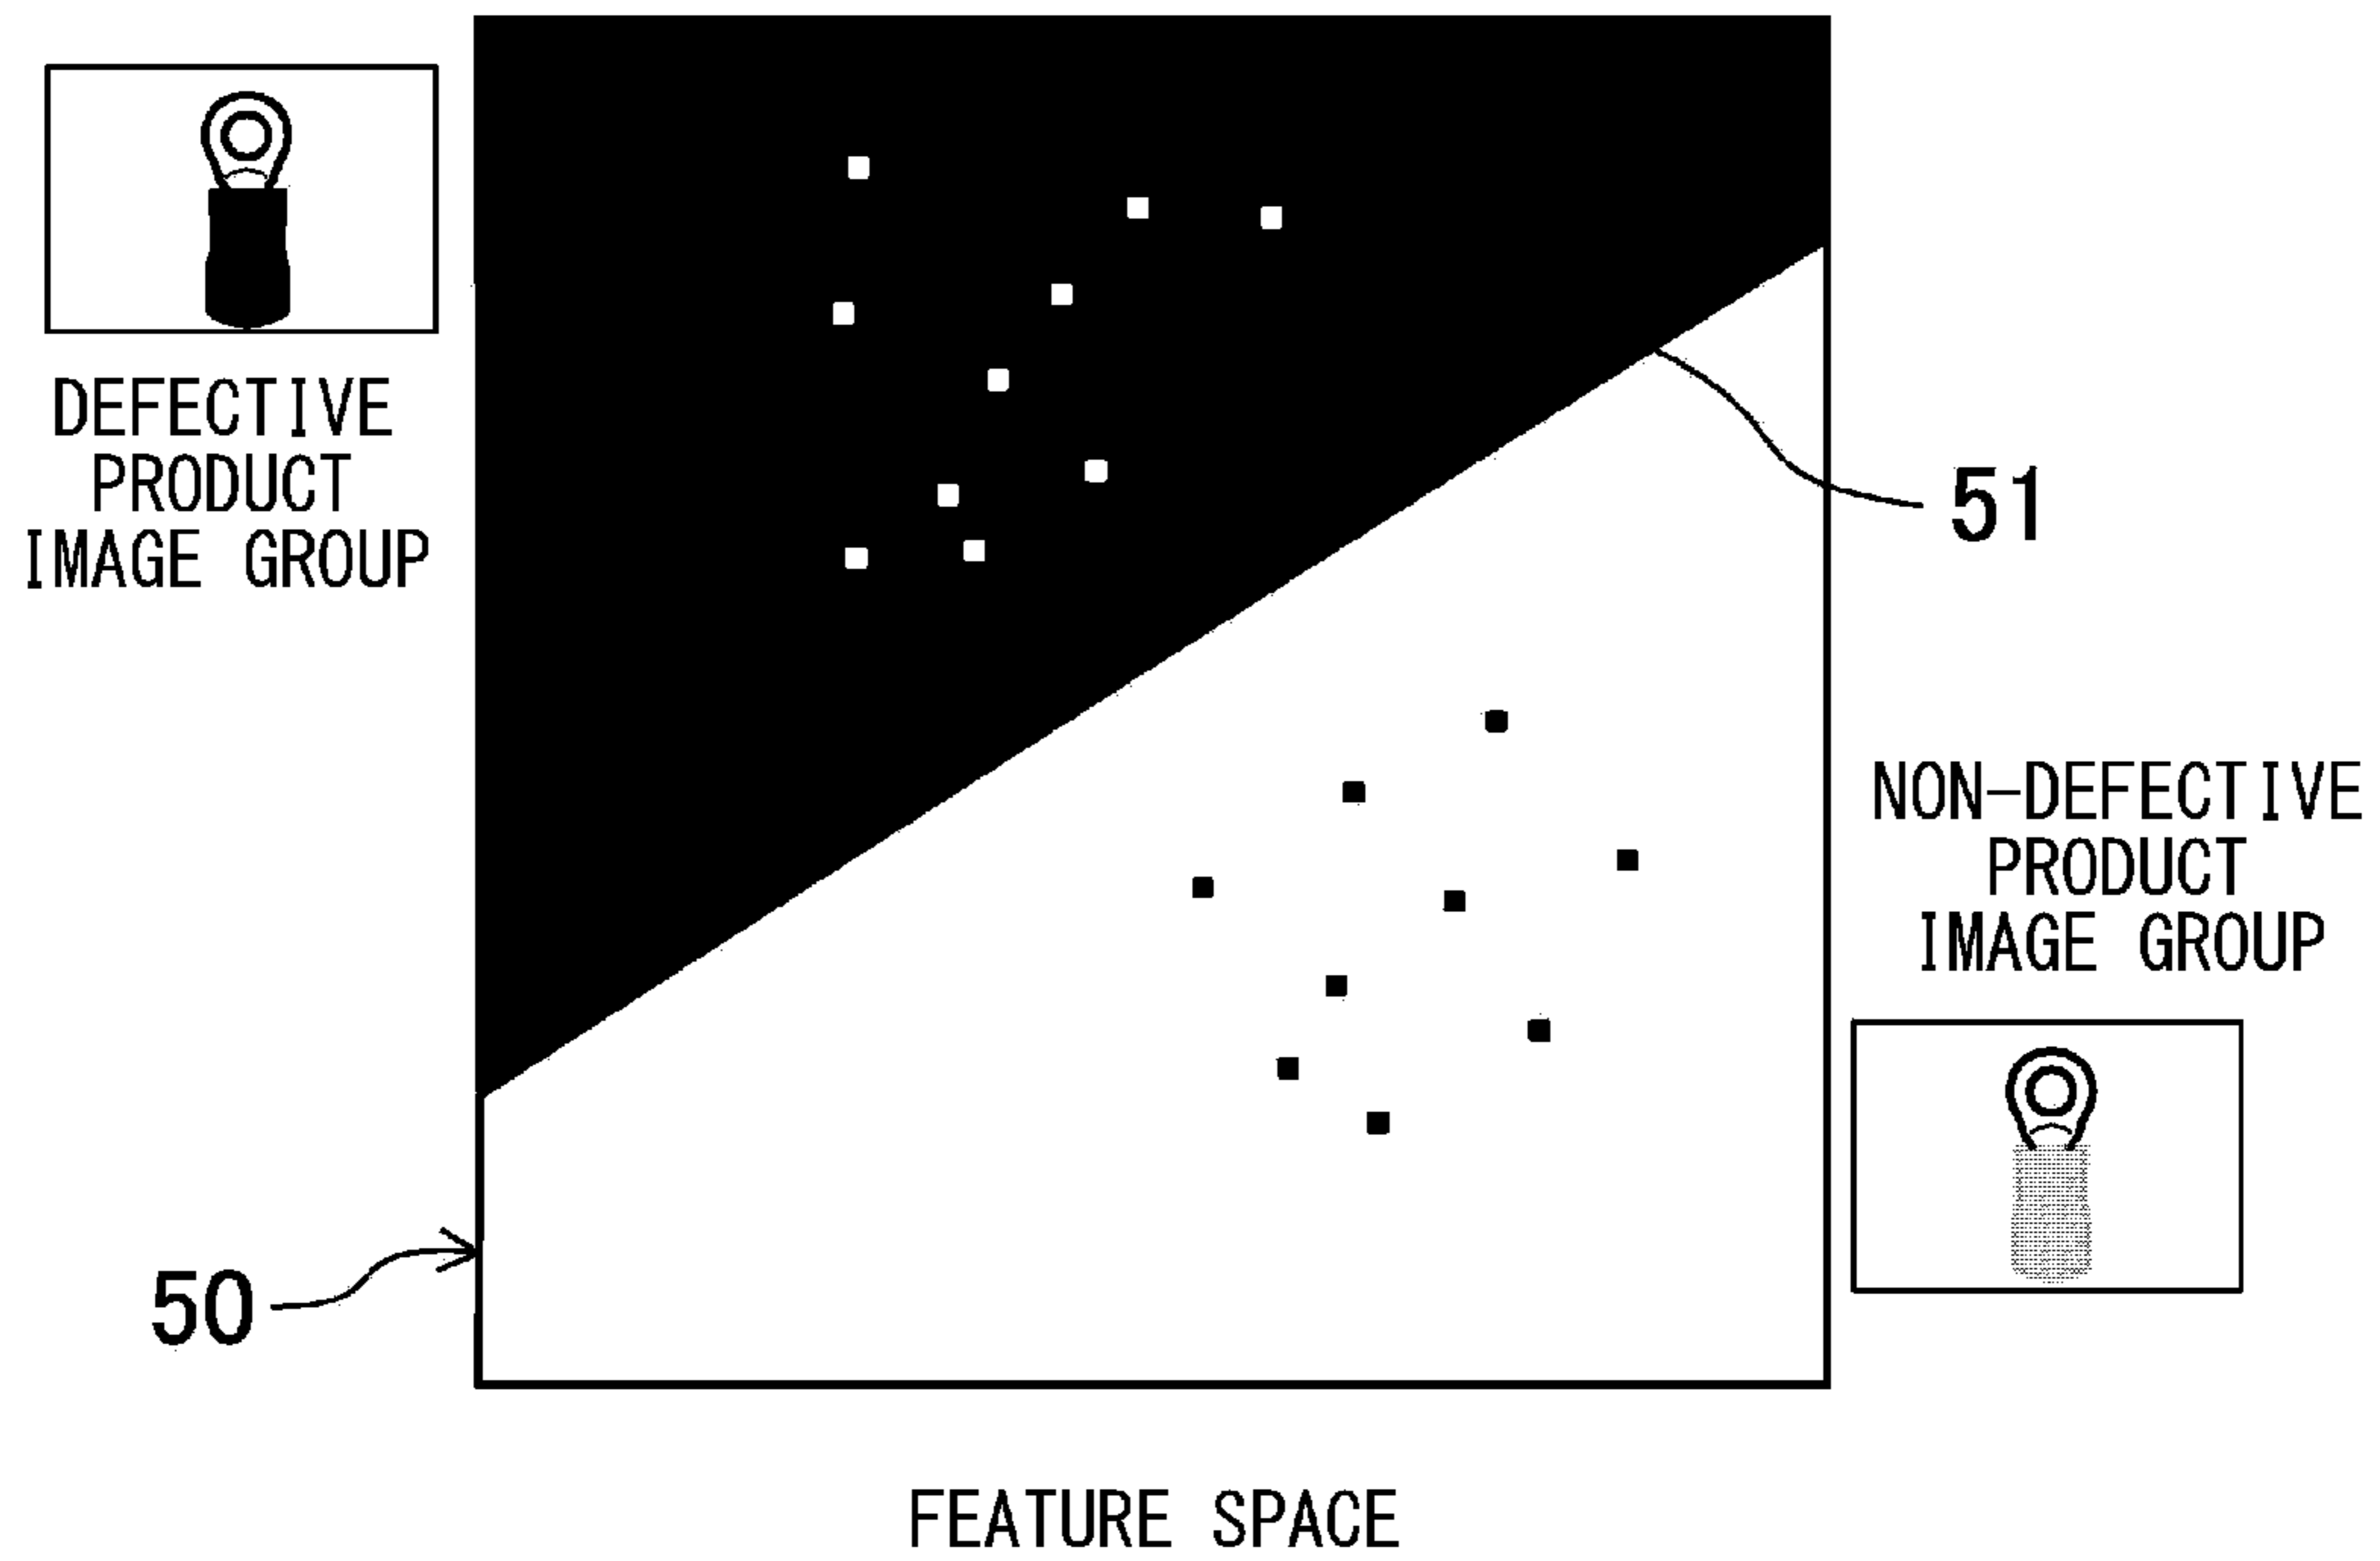 DEFECTIVE
PRODUCT
IMAGE GROUP
51
NON-DEFECTIVE
PRODUCT
IMAGE GROUP
50
FEATURE SPACE